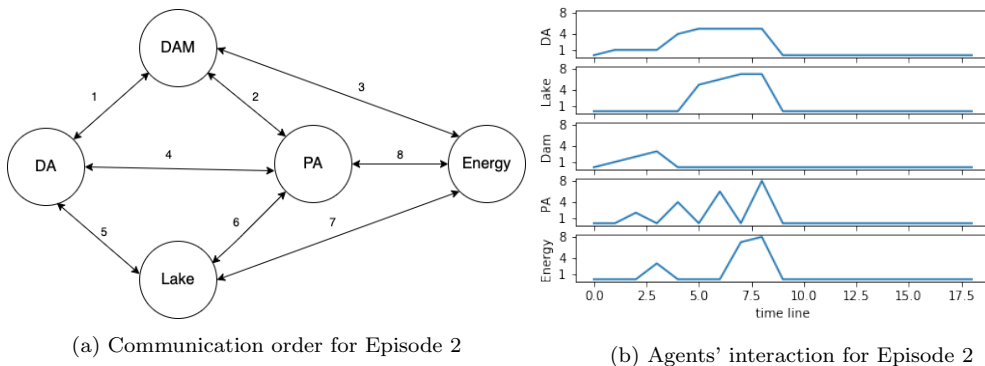 DAM
1
2
3
DA
4
PA
8
Energy
5
6
7
Lake
(a) Communication order for Episode 2
8
4
1
DA
8
4
1
Lake
8
4
1
Dam
8
4
1
PA
8
4
1
Energy
0.0 2.5 5.0 7.5 10.0 12.5 15.0 17.5
time line
(b) Agents' interaction for Episode 2